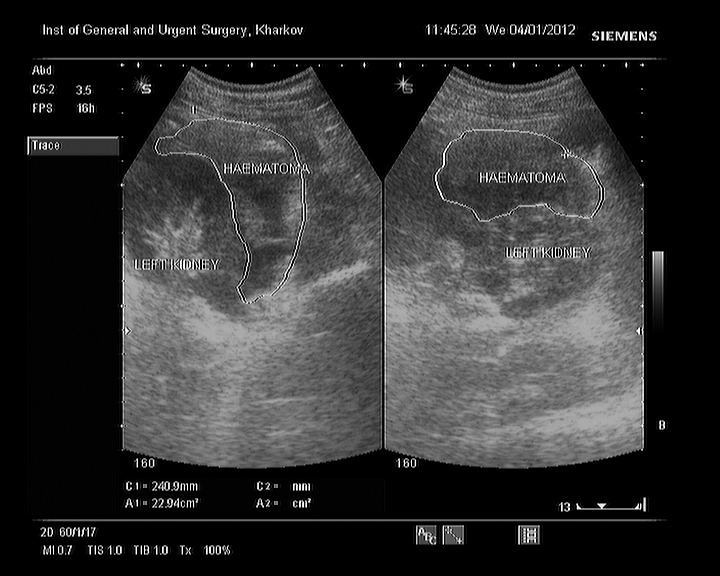 Inst of General and Urgent Surgery, Kharkov 11:45:28 We 04/01/2012 SIEMENS
Abd
C5-2 3.5
FPS 16h
Trace
S S
HAEMATOMA HAEMATOMA
LEFT KIDNEY LEFT KIDNEY
B
160 160
C1= 240.9mm C2= mm
A1= 22.94cm² A2= cm²
13
2D 60/1/17
ABC
MI 0.7 TIS 1.0 TIB 1.0 Tx 100%